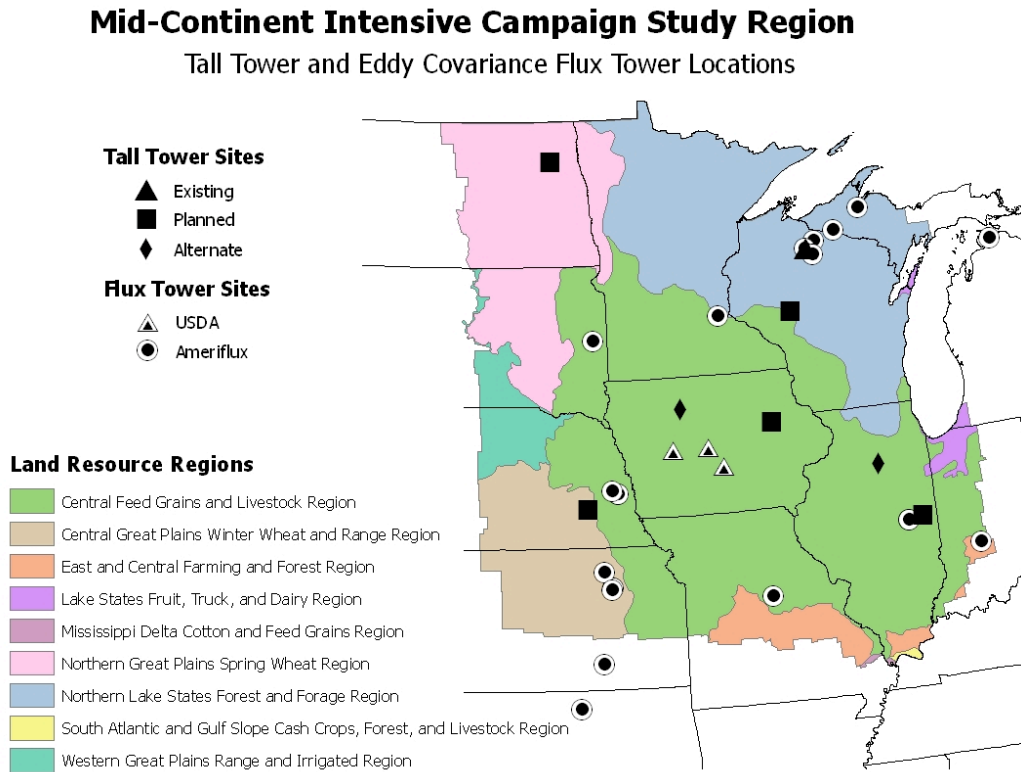 Mid-Continent Intensive Campaign Study Region
Tall Tower and Eddy Covariance Flux Tower Locations
Tall Tower Sites
Existing
Planned
Alternate
Flux Tower Sites
USDA
Ameriflux
Land Resource Regions
Central Feed Grains and Livestock Region
Central Great Plains Winter Wheat and Range Region
East and Central Farming and Forest Region
Lake States Fruit, Truck, and Dairy Region
Mississippi Delta Cotton and Feed Grains Region
Northern Great Plains Spring Wheat Region
Northern Lake States Forest and Forage Region
South Atlantic and Gulf Slope Cash Crops, Forest, and Livestock Region
Western Great Plains Range and Irrigated Region